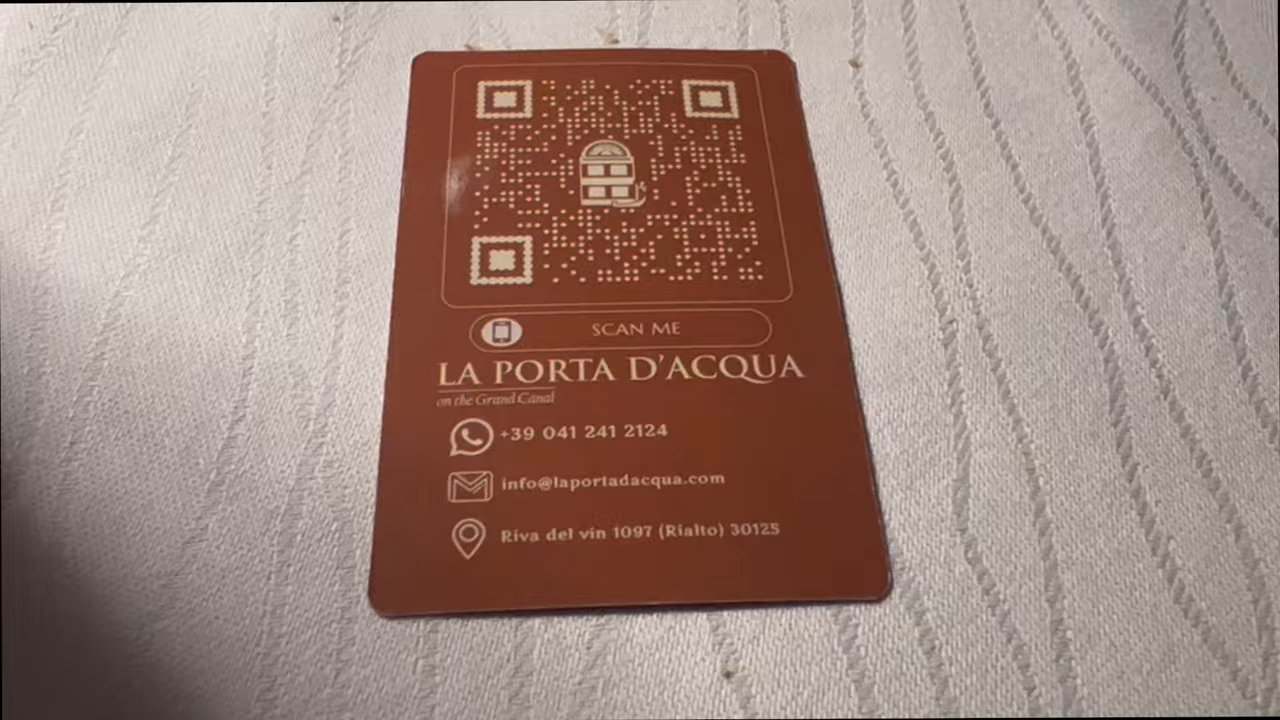 SCAN ME
LA PORTA D'ACQUA
on the Grand Canal
+39 041 241 2124
info@laportadacqua.com
Riva del vin 1097 (Rialto) 30125